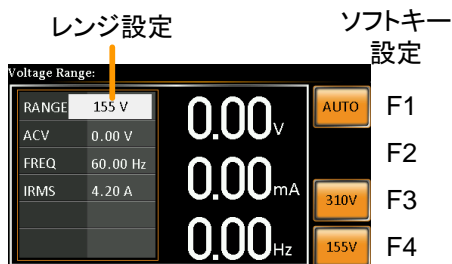 レンジ設定
ソフトキー
設定
Voltage Range:
RANGE 155 V
ACV 0.00 V
FREQ 60.00 Hz
IRMS 4.20 A
0.00V
0.00mA
0.00Hz
AUTO F1
F2
310V F3
155V F4